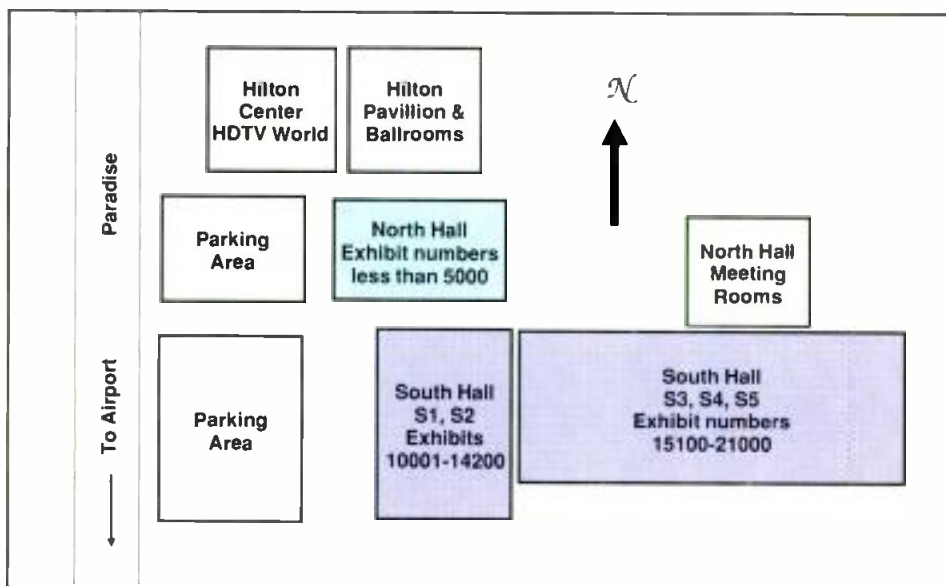 Hilton
Center
HDTV World
Hilton
Pavillion &
Ballrooms
N
Paradise
Parking
Area
North Hall
Exhibit numbers
less than 5000
North Hall
Meeting
Rooms
To Airport
Parking
Area
South Hall
S1, S2
Exhibits
10001-14200
South Hall
S3, S4, S5
Exhibit numbers
15100-21000